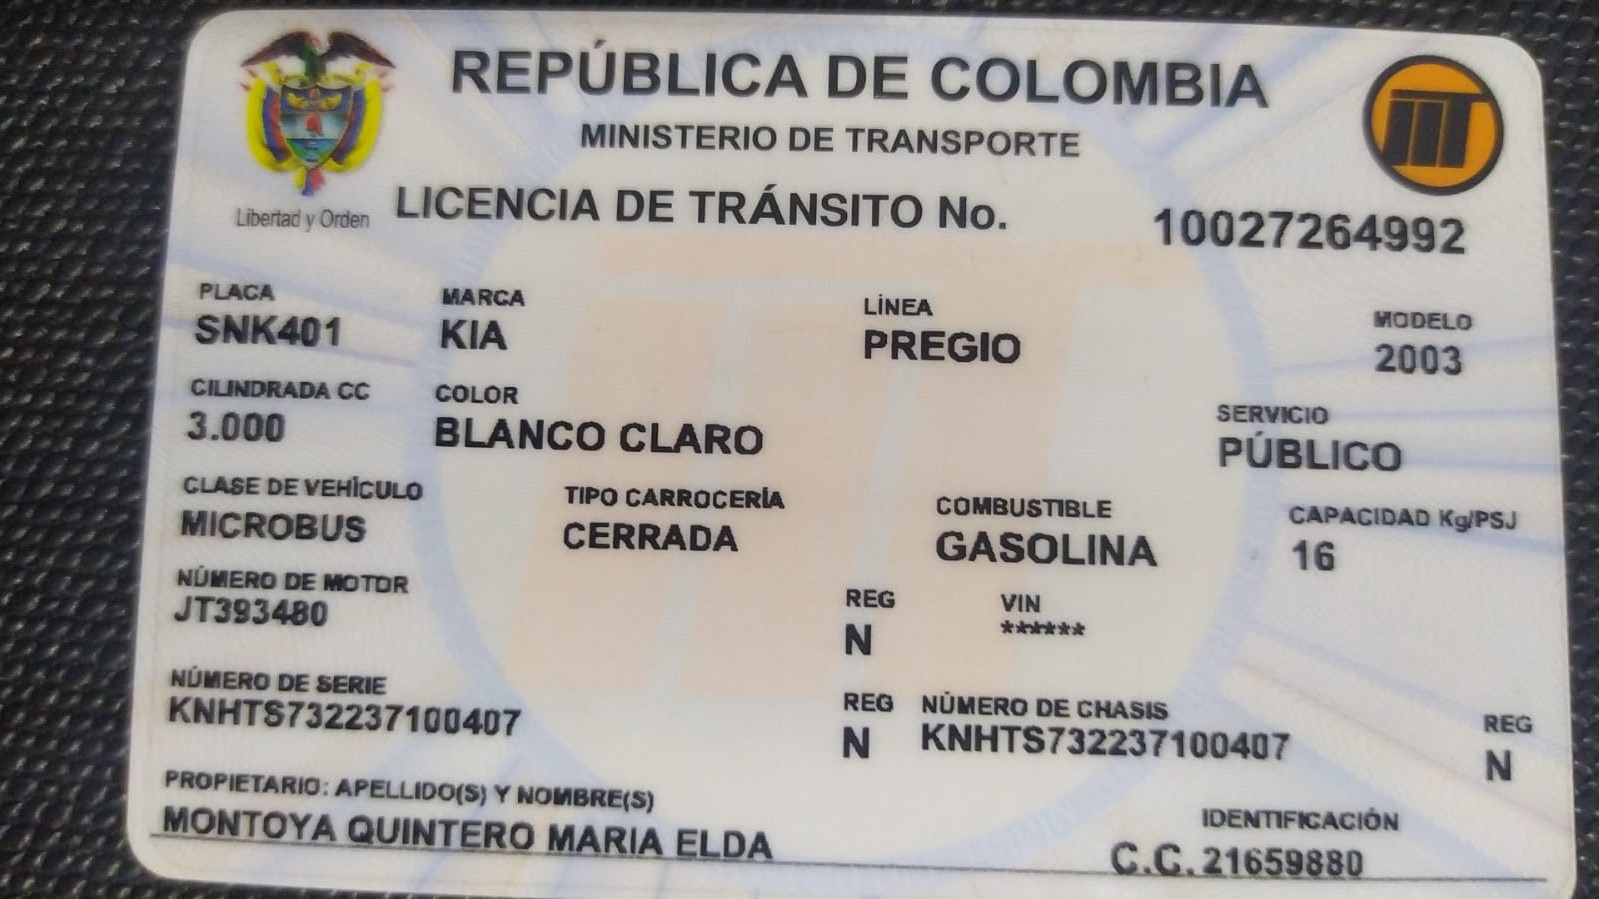 REPÚBLICA DE COLOMBIA
MINISTERIO DE TRANSPORTE
Libertad y Orden
LICENCIA DE TRÁNSITO No. 10027264992
PLACA MARCA LÍNEA MODELO
SNK401 KIA PREGIO 2003
CILINDRADA CC COLOR SERVICIO
3.000 BLANCO CLARO PÚBLICO
CLASE DE VEHÍCULO TIPO CARROCERÍA COMBUSTIBLE CAPACIDAD Kg/PSJ
MICROBUS CERRADA GASOLINA 16
NÚMERO DE MOTOR REG VIN
JT393480 N ******
NÚMERO DE SERIE REG NÚMERO DE CHASIS REG
KNHTS732237100407 N KNHTS732237100407 N
PROPIETARIO: APELLIDO(S) Y NOMBRE(S) IDENTIFICACIÓN
MONTOYA QUINTERO MARIA ELDA C.C. 21659880